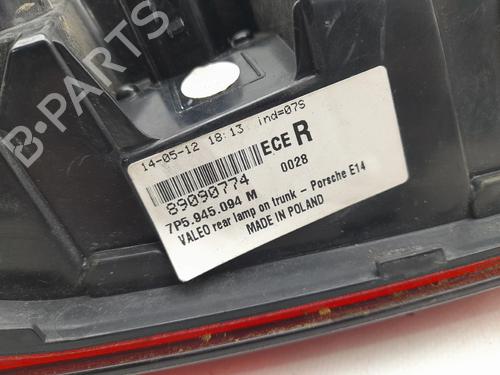 14-05-12 18:13 ind=07S
ECE R
0028
89090774
7P5.945.094 M
VALEO rear lamp on trunk - Porsche E14
MADE IN POLAND
B-PARTS